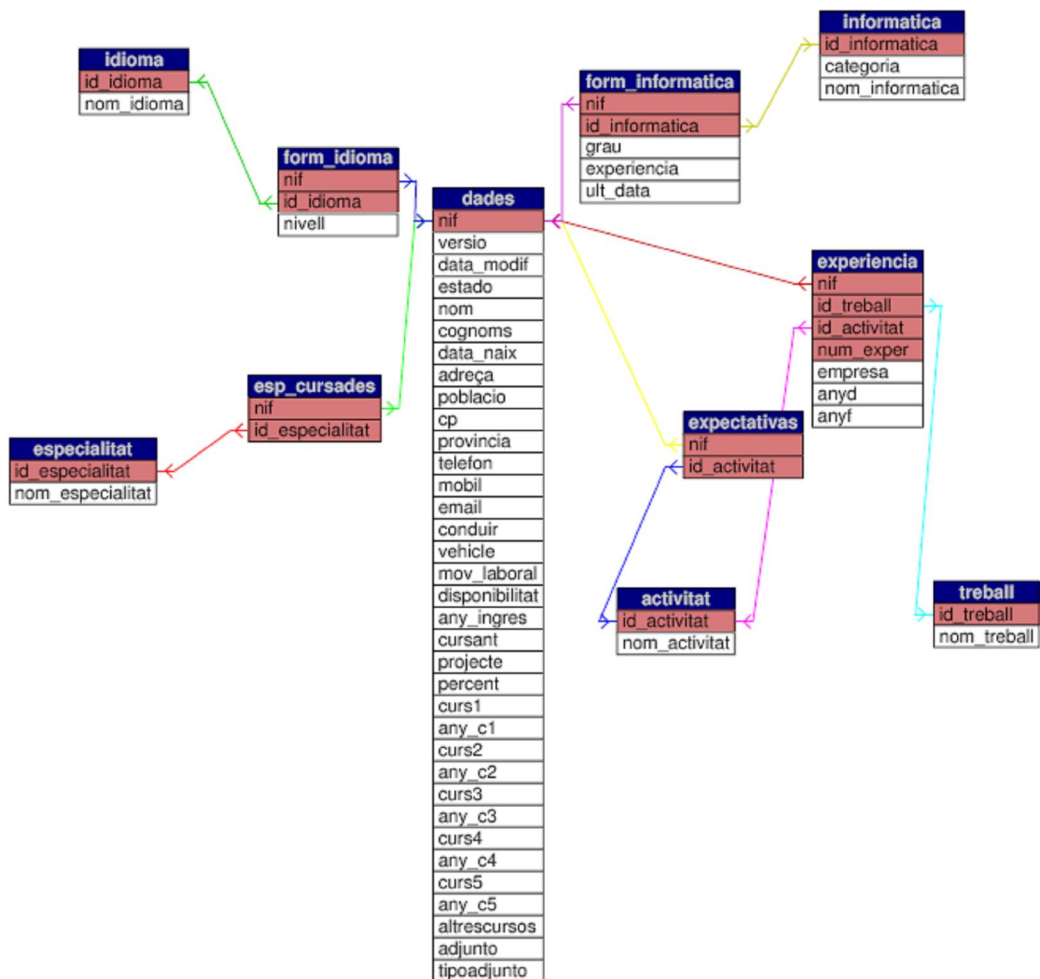 idioma
id_idioma
nom_idioma
form_idioma
nif
id_idioma
nivell
esp_cursades
nif
id_especialitat
especialitat
id_especialitat
nom_especialitat
dades
nif
versio
data_modif
estado
nom
cognoms
data_naix
adreça
poblacio
cp
provincia
telefon
mobil
email
conduir
vehicle
mov_laboral
disponibilitat
any_ingres
cursant
projecte
percent
curs1
any_c1
curs2
any_c2
curs3
any_c3
curs4
any_c4
curs5
any_c5
altrescursos
adjunto
tipoadjunto
form_informatica
nif
id_informatica
grau
experiencia
ult_data
informatica
id_informatica
categoria
nom_informatica
experiencia
nif
id_treball
id_activitat
num_exper
empresa
anyd
anyf
expectativas
nif
id_activitat
activitat
id_activitat
nom_activitat
treball
id_treball
nom_treball